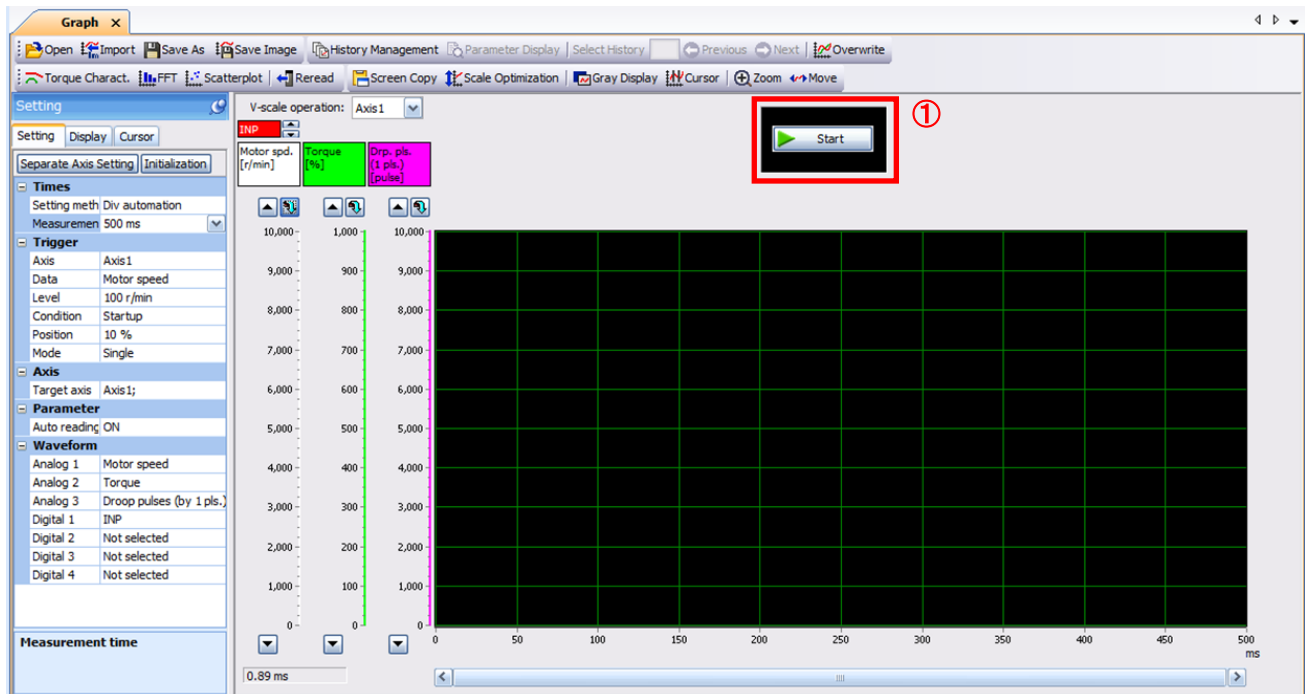 Graph ×
Open Import Save As Save Image History Management Parameter Display Select History Previous Next Overwrite
Torque Charact. FFT Scatterplot Reread Screen Copy Scale Optimization Gray Display Cursor Zoom Move
Setting
Setting Display Cursor
Separate Axis Setting Initialization
Times
Setting meth Div automation
Measuremen 500 ms
Trigger
Axis Axis1
Data Motor speed
Level 100 r/min
Condition Startup
Position 10 %
Mode Single
Axis
Target axis Axis1;
Parameter
Auto reading ON
Waveform
Analog 1 Motor speed
Analog 2 Torque
Analog 3 Droop pulses (by 1 pls.)
Digital 1 INP
Digital 2 Not selected
Digital 3 Not selected
Digital 4 Not selected
Measurement time
V-scale operation: Axis1
INP
Motor spd. Torque Drp. pls.
[r/min] [%] (1 pls.)
[pulse]
Start
①
10,000 1,000 10,000
9,000 900 9,000
8,000 800 8,000
7,000 700 7,000
6,000 600 6,000
5,000 500 5,000
4,000 400 4,000
3,000 300 3,000
2,000 200 2,000
1,000 100 1,000
0 0 0
0 50 100 150 200 250 300 350 400 450 500
ms
0.89 ms